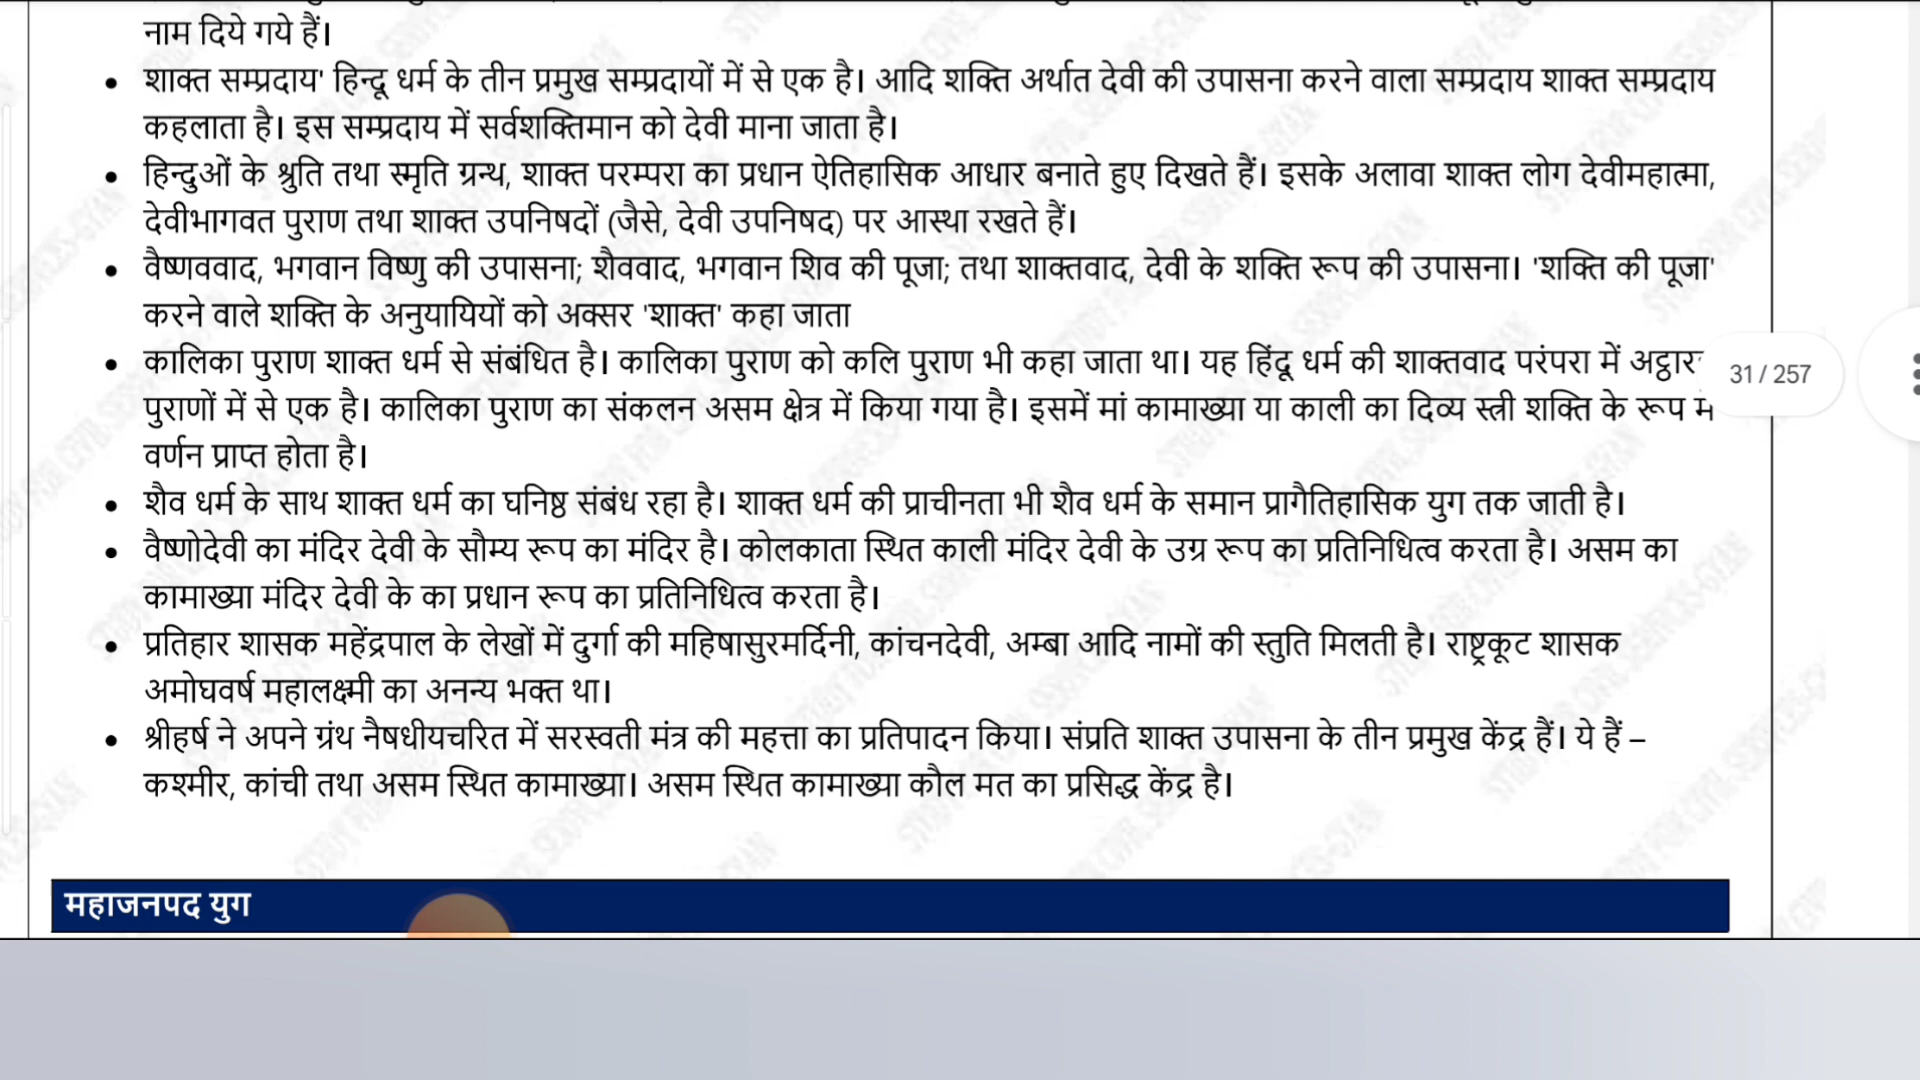 नाम दिये गये हैं।
• शाक्त सम्प्रदाय' हिन्दू धर्म के तीन प्रमुख सम्प्रदायों में से एक है। आदि शक्ति अर्थात देवी की उपासना करने वाला सम्प्रदाय शाक्त सम्प्रदाय
कहलाता है। इस सम्प्रदाय में सर्वशक्तिमान को देवी माना जाता है।
• हिन्दुओं के श्रुति तथा स्मृति ग्रन्थ, शाक्त परम्परा का प्रधान ऐतिहासिक आधार बनाते हुए दिखते हैं। इसके अलावा शाक्त लोग देवीमहात्मा,
देवीभागवत पुराण तथा शाक्त उपनिषदों (जैसे, देवी उपनिषद) पर आस्था रखते हैं।
• वैष्णववाद, भगवान विष्णु की उपासना; शैववाद, भगवान शिव की पूजा; तथा शाक्तवाद, देवी के शक्ति रूप की उपासना। 'शक्ति की पूजा'
करने वाले शक्ति के अनुयायियों को अक्सर 'शाक्त' कहा जाता
• कालिका पुराण शाक्त धर्म से संबंधित है। कालिका पुराण को कलि पुराण भी कहा जाता था। यह हिंदू धर्म की शाक्तवाद परंपरा में
31 / 257
पुराणों में से एक है। कालिका पुराण का संकलन असम क्षेत्र में किया गया है। इसमें मां कामाख्या या काली का दिव्य स्त्री शक्ति के रूप में
वर्णन प्राप्त होता है।
• शैव धर्म के साथ शाक्त धर्म का घनिष्ठ संबंध रहा है। शाक्त धर्म की प्राचीनता भी शैव धर्म के समान प्रागैतिहासिक युग तक जाती है।
• वैष्णोदेवी का मंदिर देवी के सौम्य रूप का मंदिर है। कोलकाता स्थित काली मंदिर देवी के उग्र रूप का प्रतिनिधित्व करता है। असम का
कामाख्या मंदिर देवी के का प्रधान रूप का प्रतिनिधित्व करता है।
• प्रतिहार शासक महेंद्रपाल के लेखों में दुर्गा की महिषासुरमर्दिनी, कांचनदेवी, अम्बा आदि नामों की स्तुति मिलती है। राष्ट्रकूट शासक
अमोघवर्ष महालक्ष्मी का अनन्य भक्त था।
• श्रीहर्ष ने अपने ग्रंथ नैषधीयचरित में सरस्वती मंत्र की महत्ता का प्रतिपादन किया। संप्रति शाक्त उपासना के तीन प्रमुख केंद्र हैं। ये हैं –
कश्मीर, कांची तथा असम स्थित कामाख्या। असम स्थित कामाख्या कौल मत का प्रसिद्ध केंद्र है।
महाजनपद युग